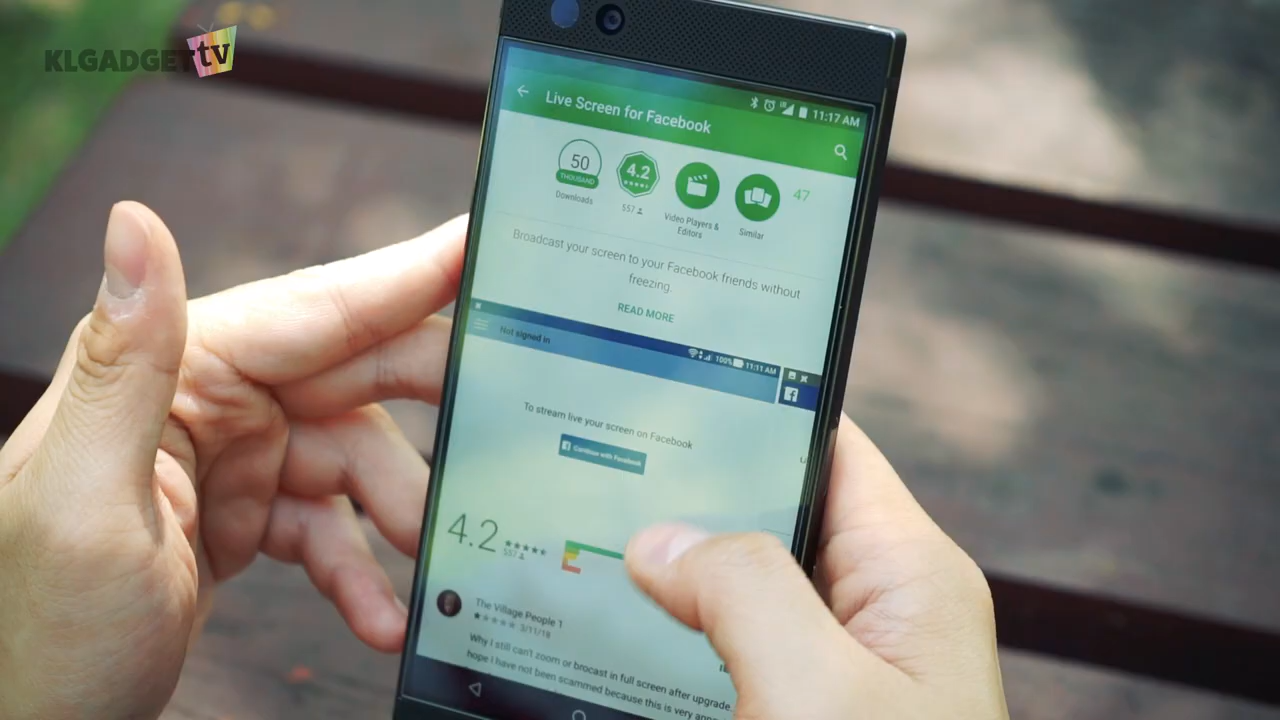 KLGADGET tv
11:17 AM
Live Screen for Facebook
50
THOUSAND
Downloads
4.2
557
Video Players &
Editors
Similar
47
Broadcast your screen to your Facebook friends without
freezing.
READ MORE
Not signed in
100% 11:11 AM
To stream live your screen on Facebook
Continue with Facebook
4.2
557
The Village People 1
3/11/18
Why I still can't zoom or brocast in full screen after upgrade.
hope I have not been scammed because this is very